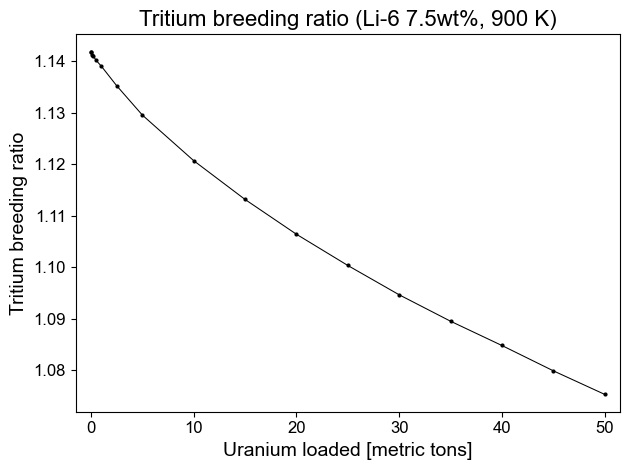 Tritium breeding ratio (Li-6 7.5wt%, 900 K)
Tritium breeding ratio
1.14
1.13
1.12
1.11
1.10
1.09
1.08
0 10 20 30 40 50
Uranium loaded [metric tons]